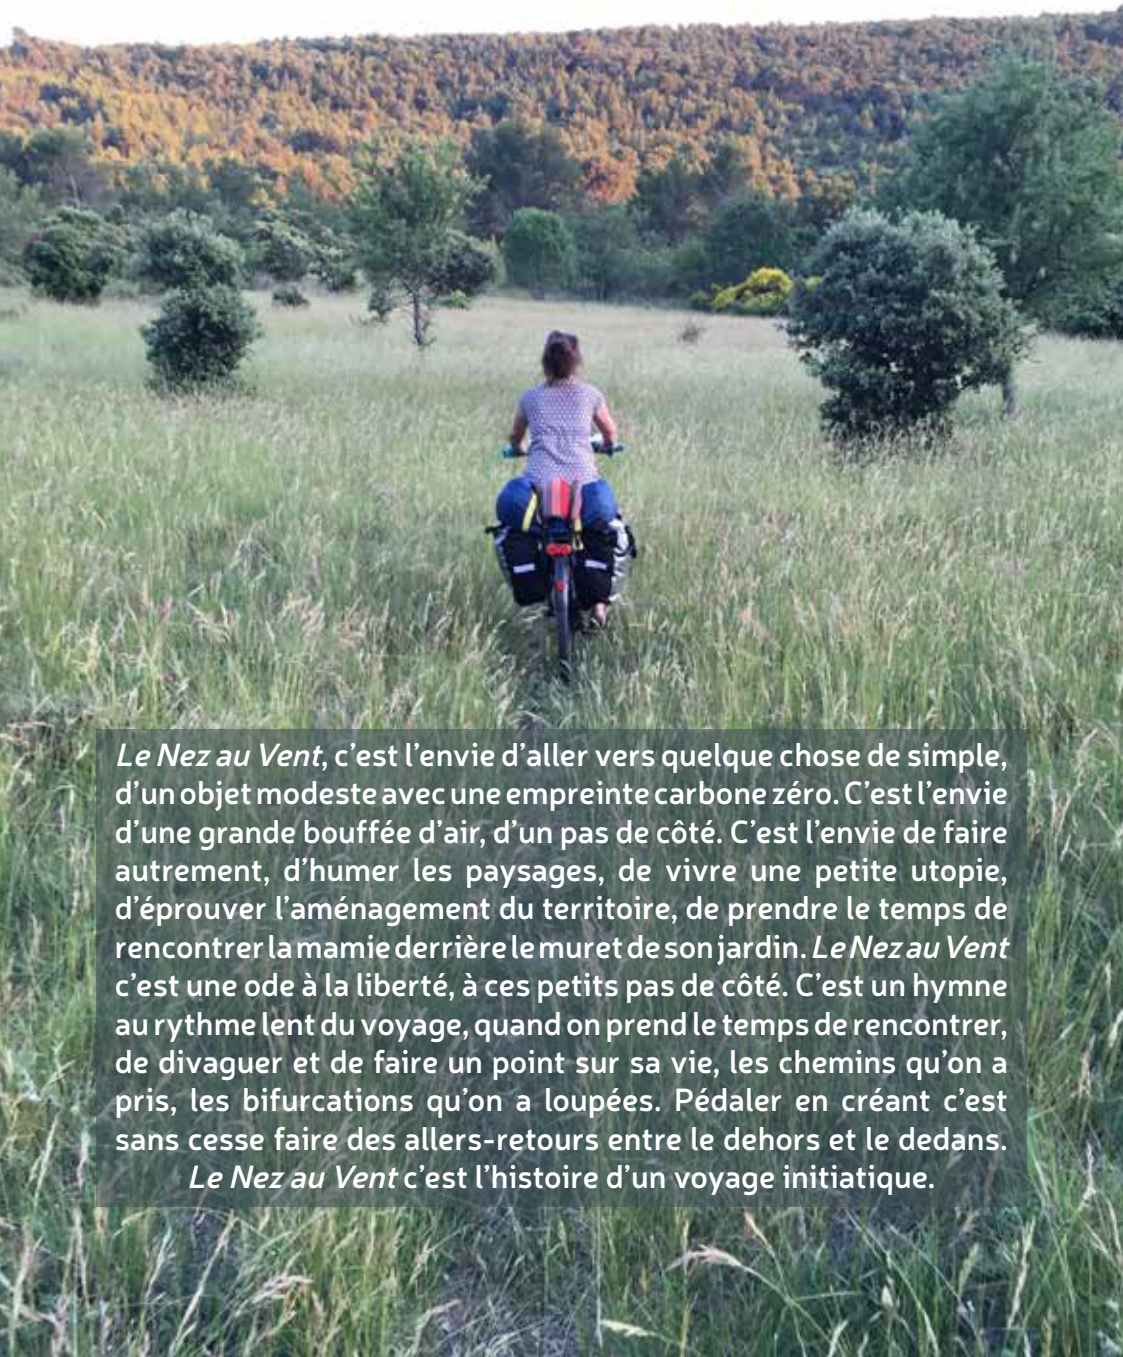 Le Nez au Vent, c’est l’envie d’aller vers quelque chose de simple,
d’un objet modeste avec une empreinte carbone zéro. C’est l’envie
d’une grande bouffée d’air, d’un pas de côté. C’est l’envie de faire
autrement, d’humer les paysages, de vivre une petite utopie,
d’éprouver l’aménagement du territoire, de prendre le temps de
rencontrer la mamie derrière le muret de son jardin. Le Nez au Vent
c’est une ode à la liberté, à ces petits pas de côté. C’est un hymne
au rythme lent du voyage, quand on prend le temps de rencontrer,
de divaguer et de faire un point sur sa vie, les chemins qu’on a
pris, les bifurcations qu’on a loupées. Pédaler en créant c’est
sans cesse faire des allers-retours entre le dehors et le dedans.
Le Nez au Vent c’est l’histoire d’un voyage initiatique.